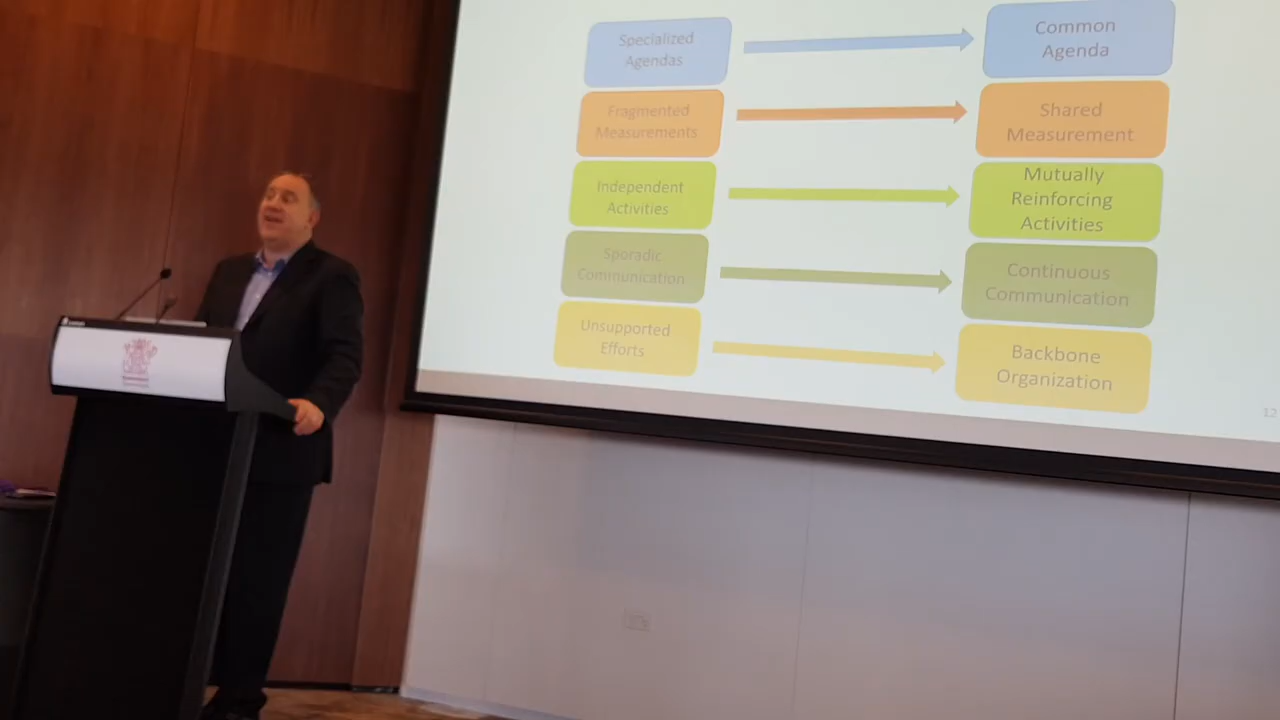 Specialized
Agendas
Common
Agenda
Fragmented
Measurements
Shared
Measurement
Independent
Activities
Mutually
Reinforcing
Activities
Sporadic
Communication
Continuous
Communication
Unsupported
Efforts
Backbone
Organization
12